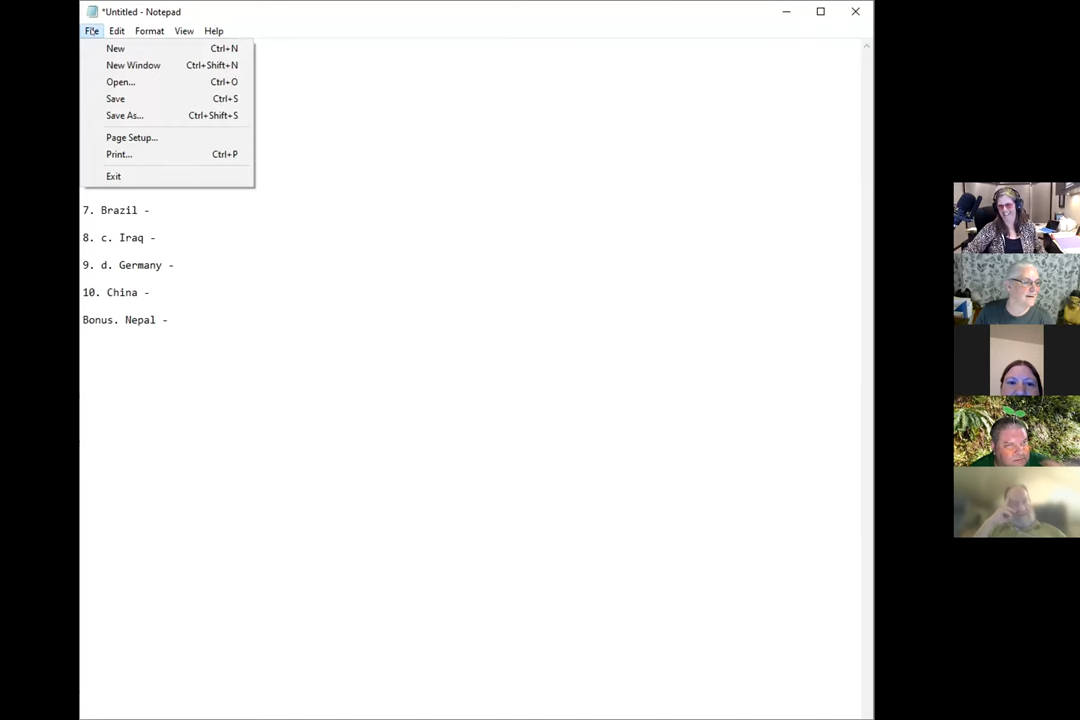 *Untitled - Notepad
File Edit Format View Help
New Ctrl+N
New Window Ctrl+Shift+N
Open... Ctrl+O
Save Ctrl+S
Save As... Ctrl+Shift+S
Page Setup...
Print... Ctrl+P
Exit
7. Brazil -
8. c. Iraq -
9. d. Germany -
10. China -
Bonus. Nepal -